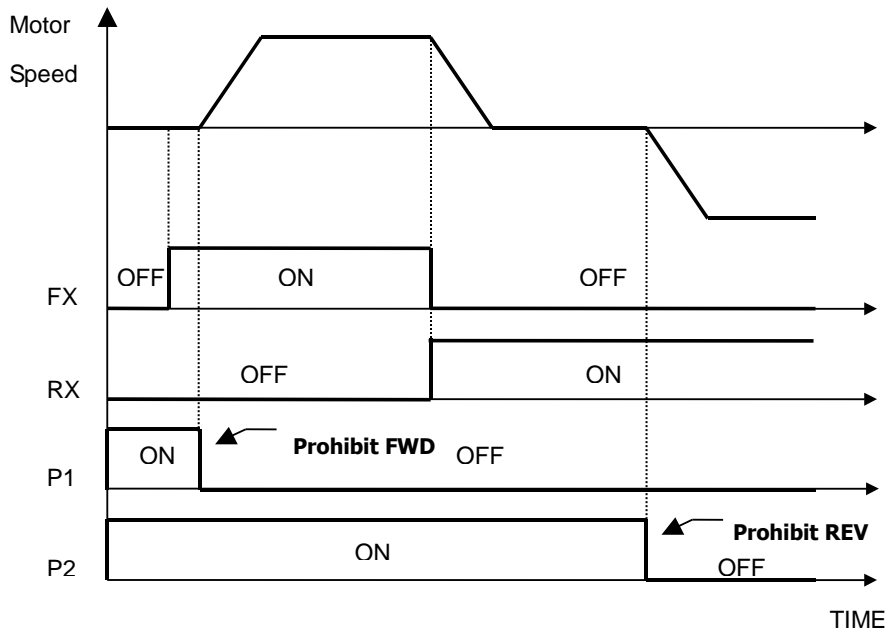 Motor
Speed
OFF ON OFF
FX
OFF ON
RX
Prohibit FWD
ON OFF
P1
Prohibit REV
ON OFF
P2
TIME